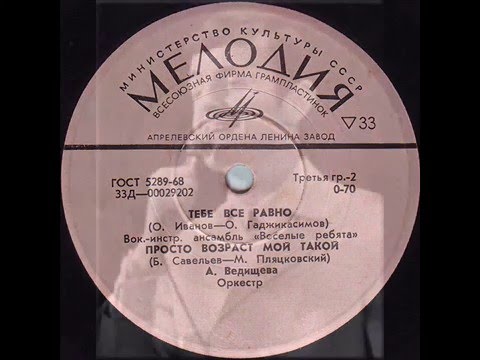 МИНИСТЕРСТВО КУЛЬТУРЫ СССР
МЕЛОДИЯ
ВСЕСОЮЗНАЯ ФИРМА ГРАМПЛАСТИНОК
▽33
АПРЕЛЕВСКИЙ ОРДЕНА ЛЕНИНА ЗАВОД
ГОСТ 5289-68
33Д—00029202
Третья гр.-2
0-70
ТЕБЕ ВСЕ РАВНО
(О. Иванов—О. Гаджикасимов)
Вок.-инстр. ансамбль «Веселые ребята»
ПРОСТО ВОЗРАСТ МОЙ ТАКОЙ
(Б. Савельев—М. Пляцковский)
А. Ведищева
Оркестр